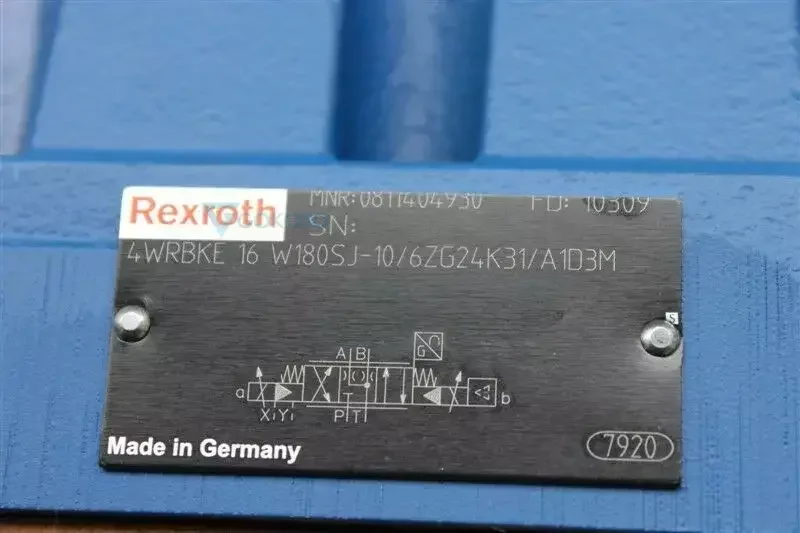 Rexroth
MNR: 0811404930 FD: 10309
SN:
4WRBKE 16 W180SJ-10/6ZG24K31/A1D3M
S
A B G
a b
X Y T
P T
Made in Germany
7920